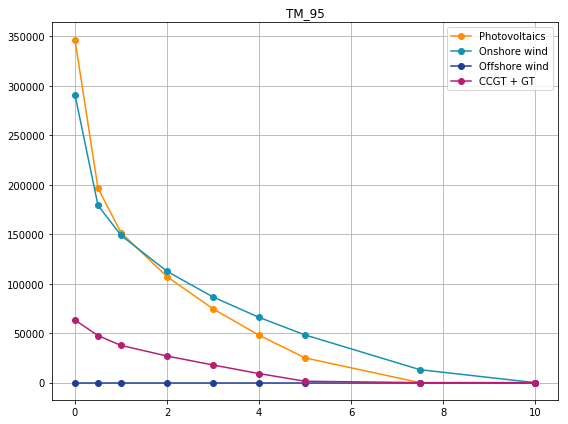 TM_95
Photovoltaics
Onshore wind
Offshore wind
CCGT + GT
350000
300000
250000
200000
150000
100000
50000
0
0 2 4 6 8 10